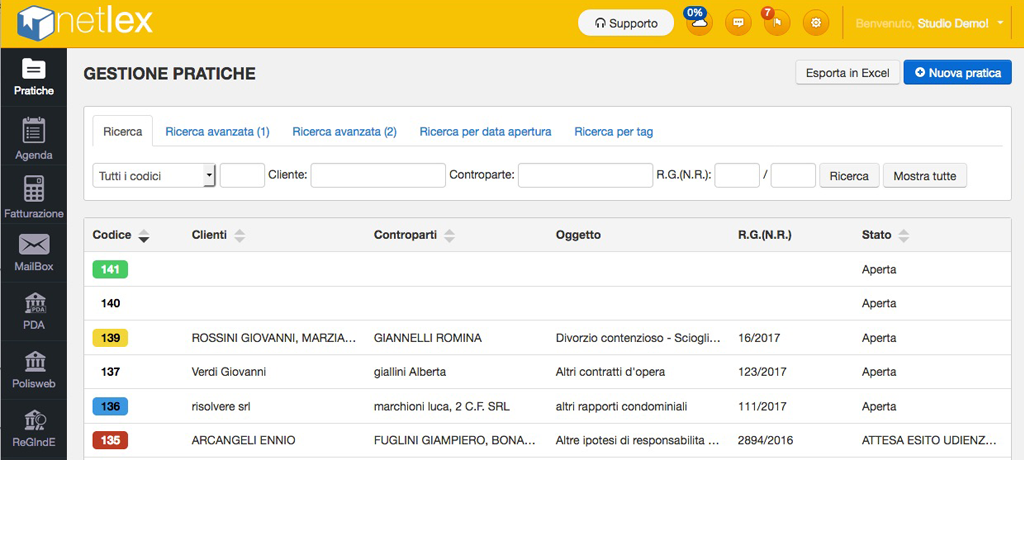 netlex
Supporto
0%
7
Benvenuto, Studio Demo!
Pratiche
Agenda
Fatturazione
MailBox
PDA
PDA
Polisweb
ReGIndE
GESTIONE PRATICHE
Esporta in Excel
Nuova pratica
Ricerca Ricerca avanzata (1) Ricerca avanzata (2) Ricerca per data apertura Ricerca per tag
Tutti i codici Cliente: Controparte: R.G.(N.R.): / Ricerca Mostra tutte
Codice Clienti Controparti Oggetto R.G.(N.R.) Stato
141 Aperta
140 Aperta
139 ROSSINI GIOVANNI, MARZIA... GIANNELLI ROMINA Divorzio contenzioso - Sciogli... 16/2017 Aperta
137 Verdi Giovanni giallini Alberta Altri contratti d'opera 123/2017 Aperta
136 risolvere srl marchioni luca, 2 C.F. SRL altri rapporti condominiali 111/2017 Aperta
135 ARCANGELI ENNIO FUGLINI GIAMPIERO, BONA... Altre ipotesi di responsabilita ... 2894/2016 ATTESA ESITO UDIENZ...